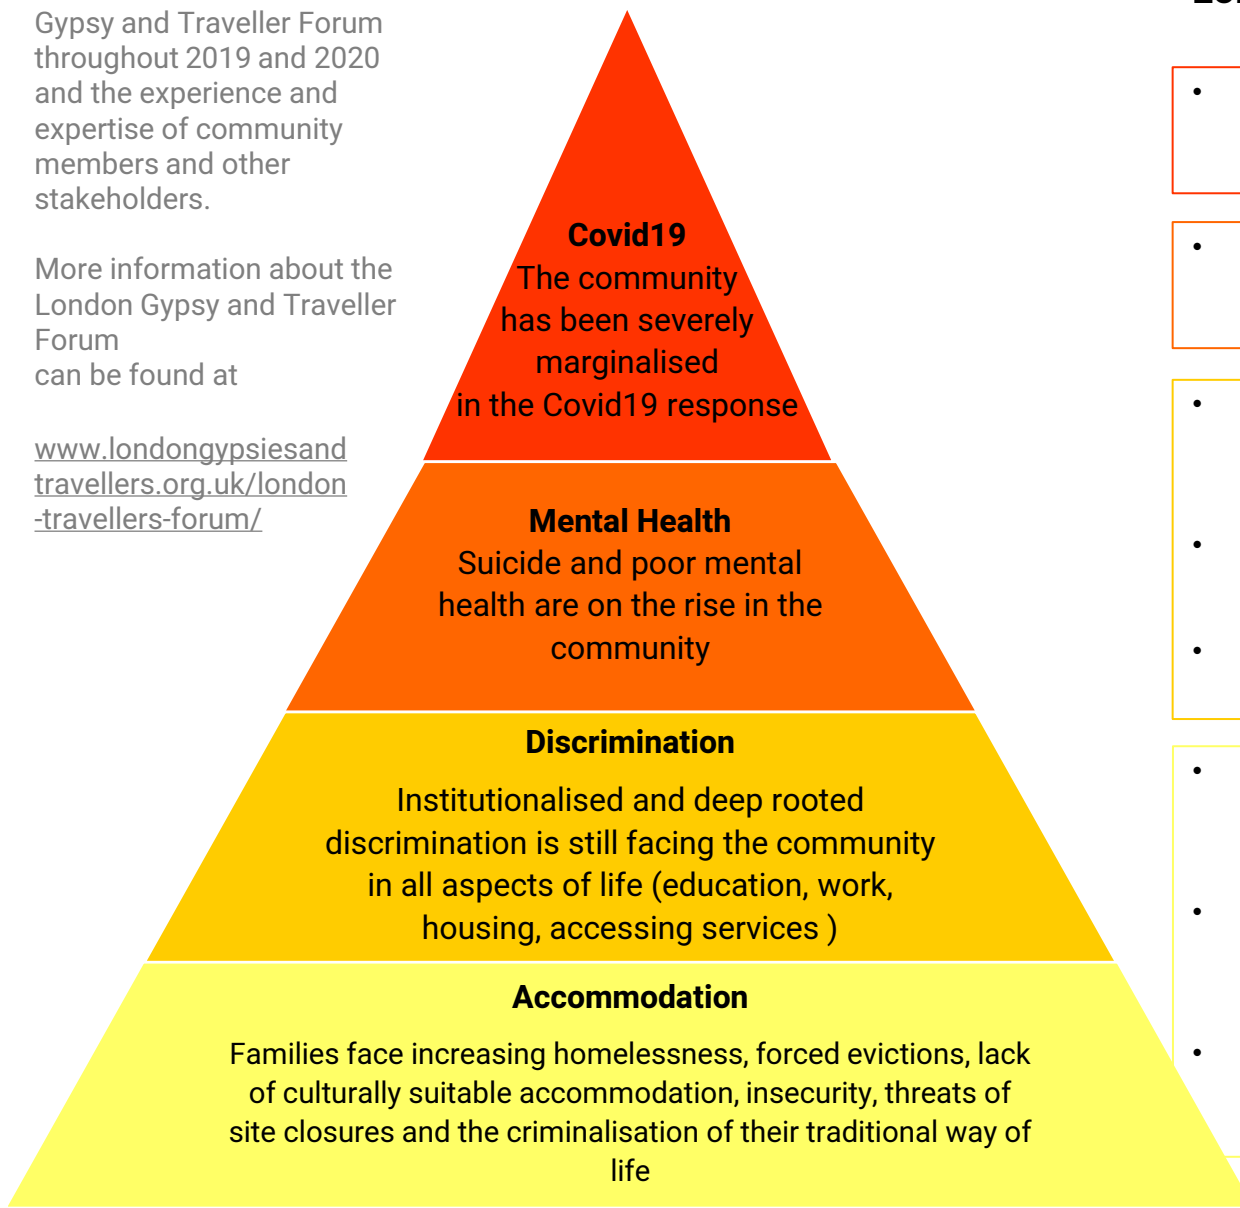 Gypsy and Traveller Forum
throughout 2019 and 2020
and the experience and
expertise of community
members and other
stakeholders.
More information about the
London Gypsy and Traveller
Forum
can be found at
www.londongypsiesand
travellers.org.uk/london
-travellers-forum/
Covid19
The community
has been severely
marginalised
in the Covid19 response
Mental Health
Suicide and poor mental
health are on the rise in the
community
Discrimination
Institutionalised and deep rooted
discrimination is still facing the community
in all aspects of life (education, work,
housing, accessing services )
Accommodation
Families face increasing homelessness, forced evictions, lack
of culturally suitable accommodation, insecurity, threats of
site closures and the criminalisation of their traditional way of
life